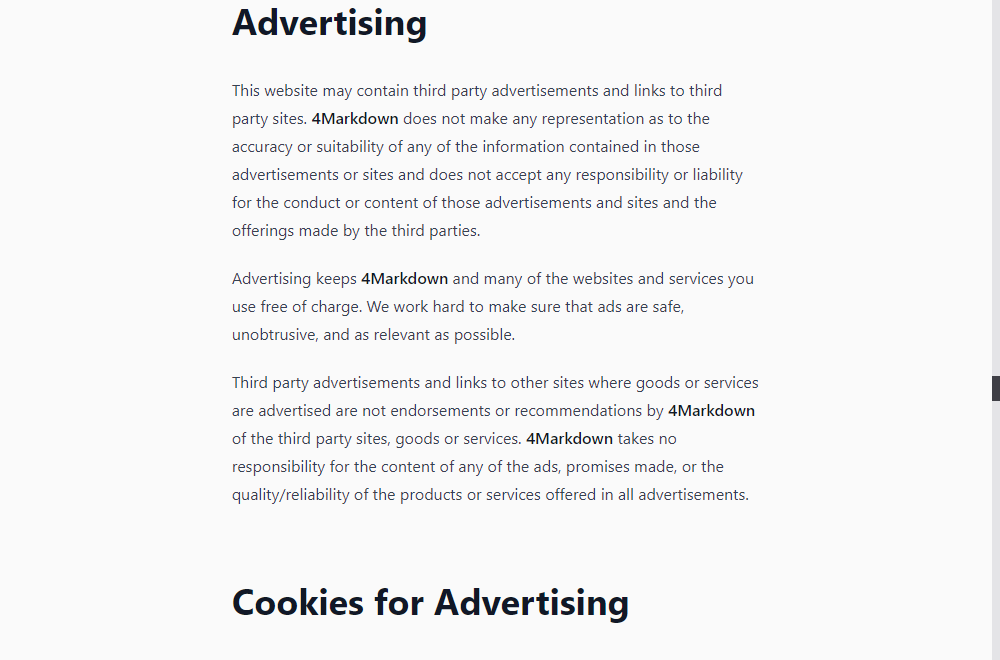 Advertising
This website may contain third party advertisements and links to third
party sites. 4Markdown does not make any representation as to the
accuracy or suitability of any of the information contained in those
advertisements or sites and does not accept any responsibility or liability
for the conduct or content of those advertisements and sites and the
offerings made by the third parties.
Advertising keeps 4Markdown and many of the websites and services you
use free of charge. We work hard to make sure that ads are safe,
unobtrusive, and as relevant as possible.
Third party advertisements and links to other sites where goods or services
are advertised are not endorsements or recommendations by 4Markdown
of the third party sites, goods or services. 4Markdown takes no
responsibility for the content of any of the ads, promises made, or the
quality/reliability of the products or services offered in all advertisements.
Cookies for Advertising